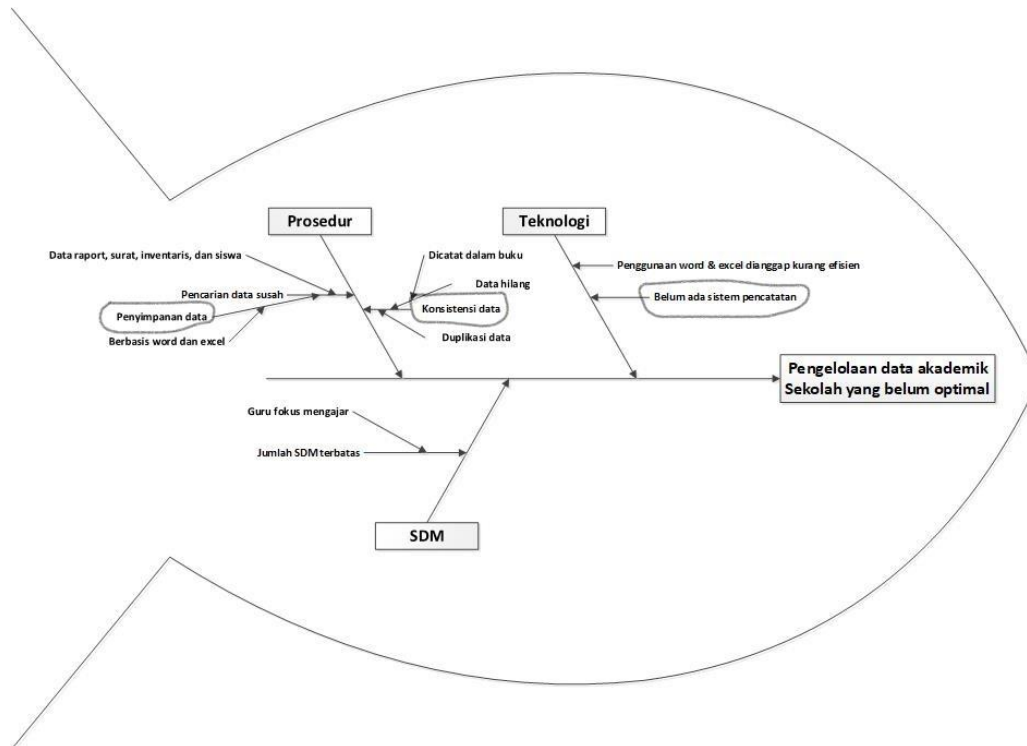 Prosedur
Teknologi
Data raport, surat, inventaris, dan siswa
Dicatat dalam buku
Penggunaan word & excel dianggap kurang efisien
Pencarian data susah
Data hilang
Belum ada sistem pencatatan
Penyimpanan data
Konsistensi data
Berbasis word dan excel
Duplikasi data
Pengelolaan data akademik
Sekolah yang belum optimal
Guru fokus mengajar
Jumlah SDM terbatas
SDM